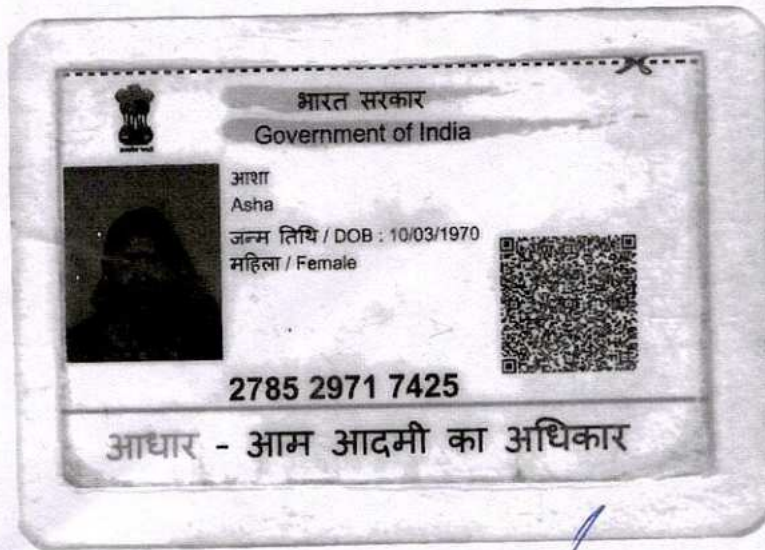 भारत सरकार
Government of India
आशा
Asha
जन्म तिथि / DOB : 10/03/1970
महिला / Female
2785 2971 7425
आधार - आम आदमी का अधिकार